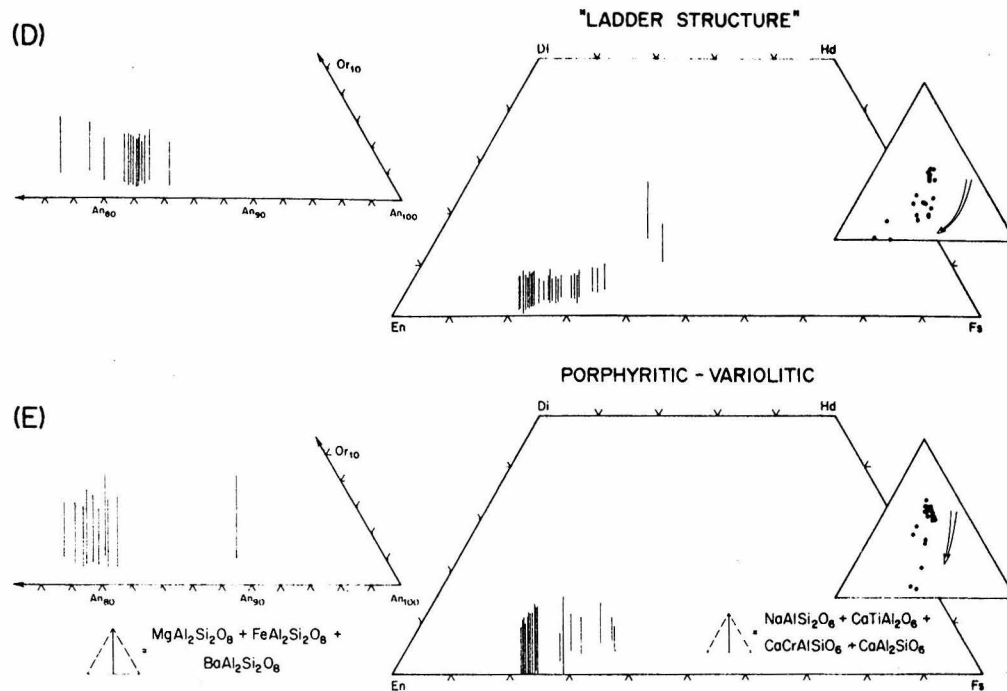 (D)
"LADDER STRUCTURE"
Di Hd
Or₁₀
An₈₀ An₉₀ An₁₀₀
En Fs
(E)
PORPHYRITIC - VARIOLITIC
Di Hd
Or₁₀
An₈₀ An₉₀ An₁₀₀
= MgAl₂Si₂O₈ + FeAl₂Si₂O₈ +
BaAl₂Si₂O₈
= NaAlSi₂O₆ + CaTiAl₂O₆ +
CaCrAlSiO₆ + CaAl₂SiO₆
En Fs